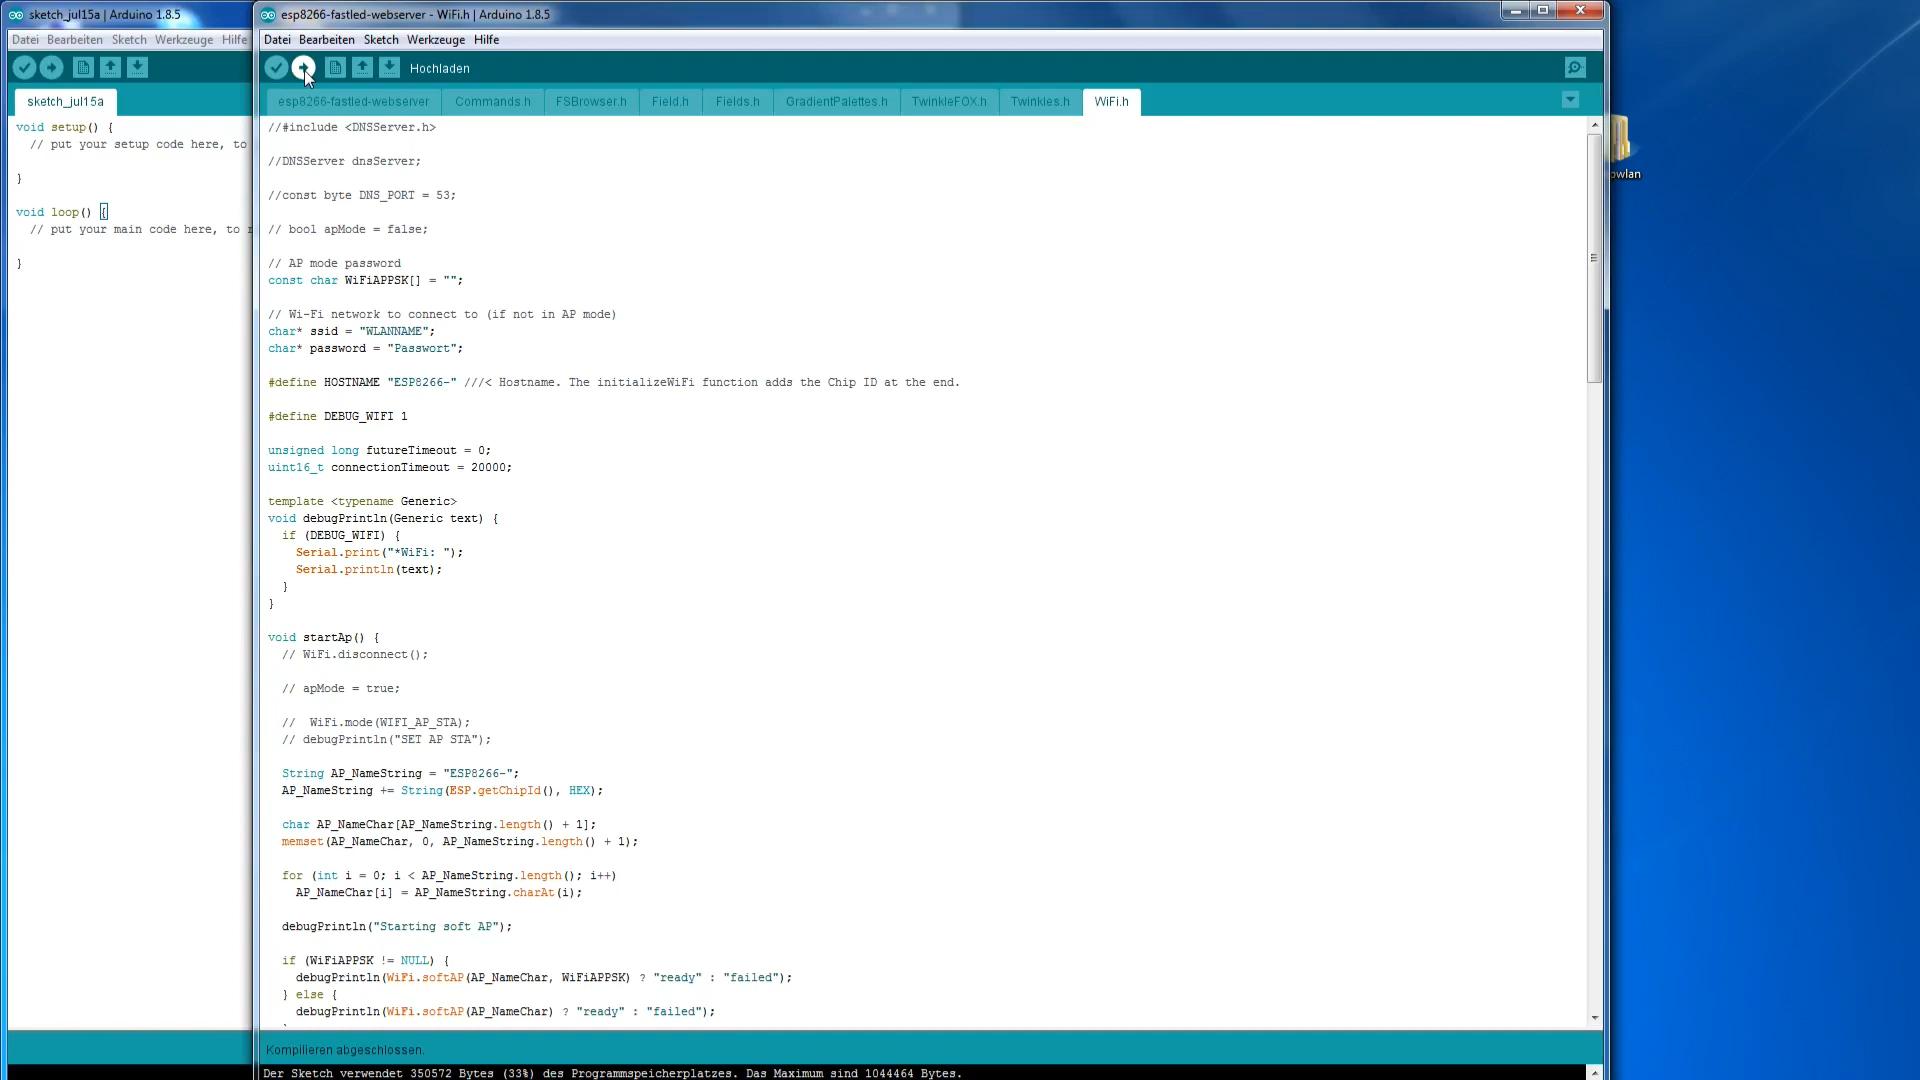 sketch_jul15a | Arduino 1.8.5
Datei Bearbeiten Sketch Werkzeuge Hilfe
sketch_jul15a
void setup() {
// put your setup code here, to
}
void loop() {
// put your main code here, to r
}
esp8266-fastled-webserver - WiFi.h | Arduino 1.8.5
Datei Bearbeiten Sketch Werkzeuge Hilfe
Hochladen
esp8266-fastled-webserver Commands.h FSBrowser.h Field.h Fields.h GradientPalettes.h TwinkleFOX.h Twinkles.h WiFi.h
//#include <DNSServer.h>
//DNSServer dnsServer;
//const byte DNS_PORT = 53;
// bool apMode = false;
// AP mode password
const char WiFiAPPSK[] = "";
// Wi-Fi network to connect to (if not in AP mode)
char* ssid = "WLANNAME";
char* password = "Passwort";
#define HOSTNAME "ESP8266-" ///< Hostname. The initializeWiFi function adds the Chip ID at the end.
#define DEBUG_WIFI 1
unsigned long futureTimeout = 0;
uint16_t connectionTimeout = 20000;
template <typename Generic>
void debugPrintln(Generic text) {
if (DEBUG_WIFI) {
Serial.print("*WiFi: ");
Serial.println(text);
}
}
void startAp() {
// WiFi.disconnect();
// apMode = true;
//  WiFi.mode(WIFI_AP_STA);
// debugPrintln("SET AP STA");
String AP_NameString = "ESP8266-";
AP_NameString += String(ESP.getChipId(), HEX);
char AP_NameChar[AP_NameString.length() + 1];
memset(AP_NameChar, 0, AP_NameString.length() + 1);
for (int i = 0; i < AP_NameString.length(); i++)
AP_NameChar[i] = AP_NameString.charAt(i);
debugPrintln("Starting soft AP");
if (WiFiAPPSK != NULL) {
debugPrintln(WiFi.softAP(AP_NameChar, WiFiAPPSK) ? "ready" : "failed");
} else {
debugPrintln(WiFi.softAP(AP_NameChar) ? "ready" : "failed");
Kompilieren abgeschlossen.
Der Sketch verwendet 350572 Bytes (33%) des Programmspeicherplatzes. Das Maximum sind 1044464 Bytes.
owlan